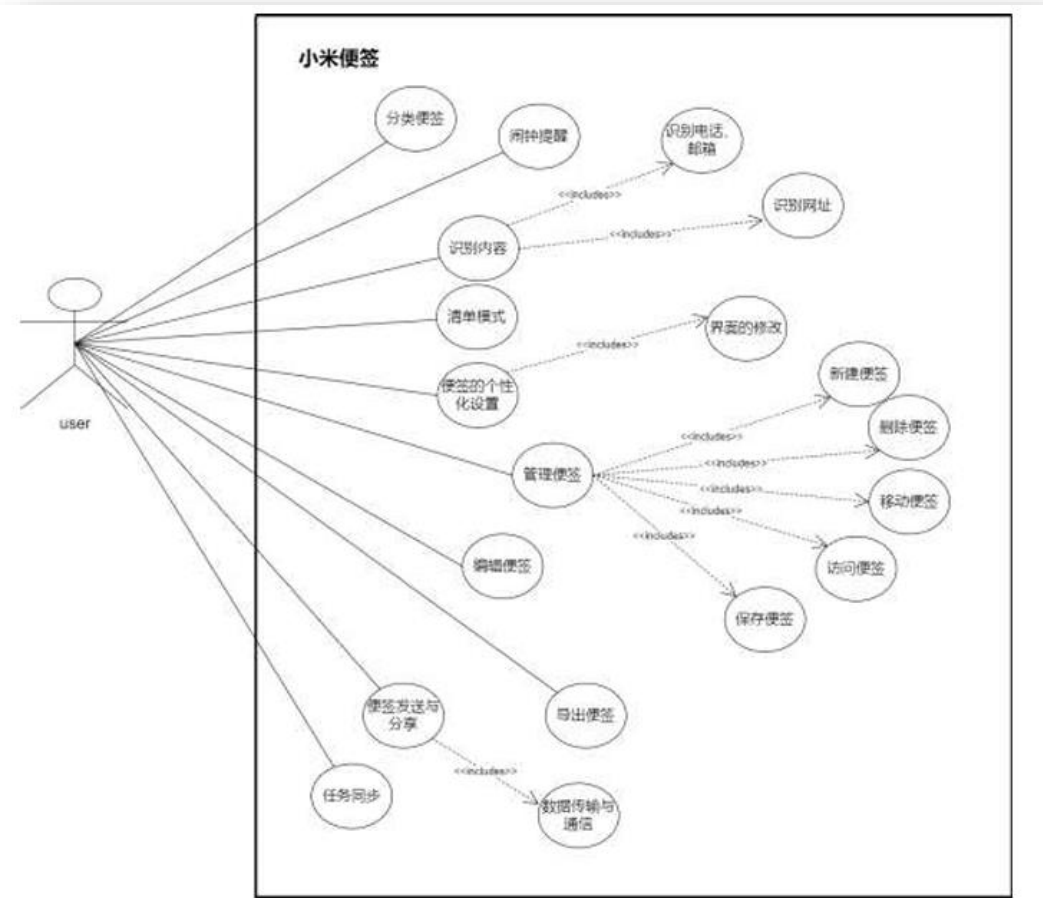 小米便签
分类便签
闹钟提醒
识别电话、
邮箱
<<includes>>
识别网址
<<includes>>
识别内容
清单模式
界面的修改
<<includes>>
便签的个性
化设置
新建便签
user
删除便签
<<includes>>
<<includes>>
管理便签
<<includes>>
移动便签
<<includes>>
<<includes>>
编辑便签
访问便签
保存便签
便签发送与
分享
导出便签
<<includes>>
任务同步
数据传输与
通信